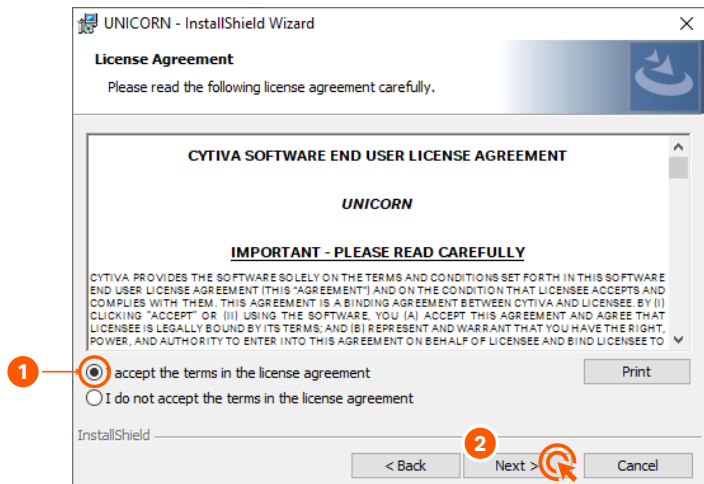 UNICORN - InstallShield Wizard
License Agreement
Please read the following license agreement carefully.
CYTIVA SOFTWARE END USER LICENSE AGREEMENT
UNICORN
IMPORTANT - PLEASE READ CAREFULLY
CYTIVA PROVIDES THE SOFTWARE SOLELY ON THE TERMS AND CONDITIONS SET FORTH IN THIS SOFTWARE
END USER LICENSE AGREEMENT (THIS "AGREEMENT") AND ON THE CONDITION THAT LICENSEE ACCEPTS AND
COMPLIES WITH THEM. THIS AGREEMENT IS A BINDING AGREEMENT BETWEEN CYTIVA AND LICENSEE. BY (I)
CLICKING "ACCEPT" OR (II) USING THE SOFTWARE, YOU (A) ACCEPT THIS AGREEMENT AND AGREE THAT
LICENSEE IS LEGALLY BOUND BY ITS TERMS; AND (B) REPRESENT AND WARRANT THAT YOU HAVE THE RIGHT,
POWER, AND AUTHORITY TO ENTER INTO THIS AGREEMENT ON BEHALF OF LICENSEE AND BIND LICENSEE TO
1
I accept the terms in the license agreement
Print
I do not accept the terms in the license agreement
InstallShield
2
< Back
Next >
Cancel